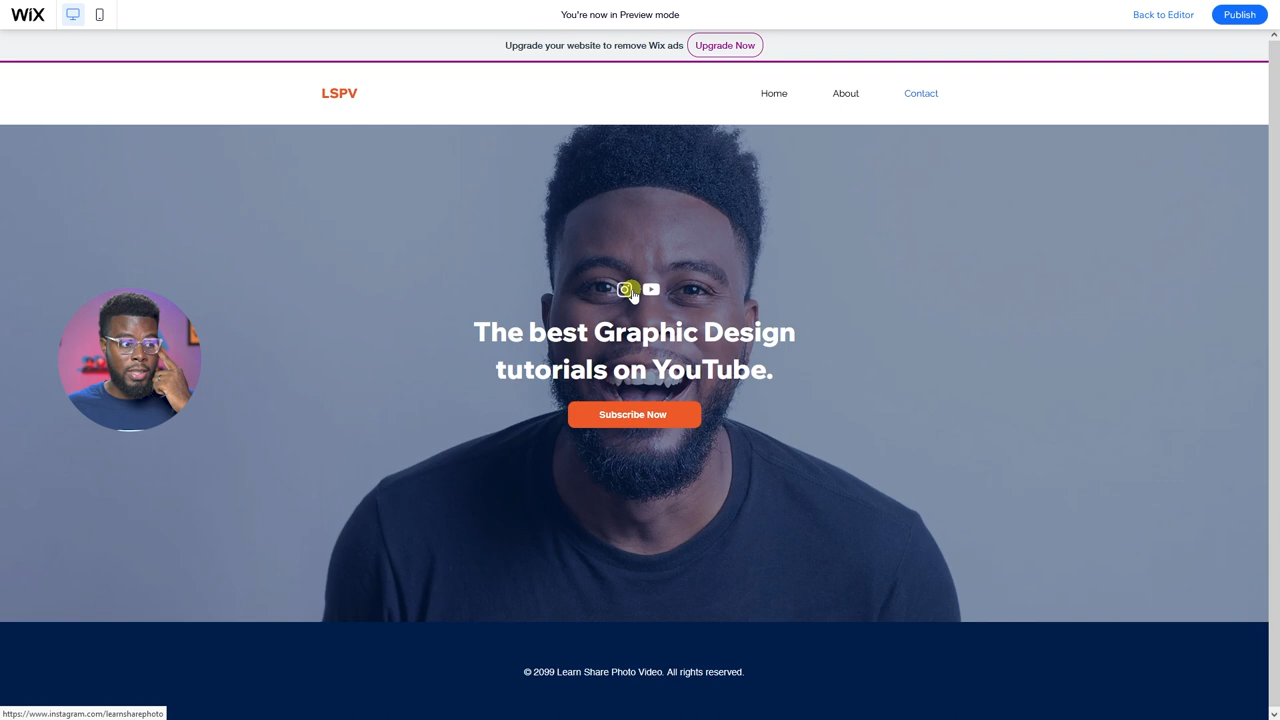 WiX
You're now in Preview mode
Back to Editor
Publish
Upgrade your website to remove Wix ads
Upgrade Now
LSPV
Home
About
Contact
The best Graphic Design
tutorials on YouTube.
Subscribe Now
© 2099 Learn Share Photo Video. All rights reserved.
https://www.instagram.com/learnsharephoto